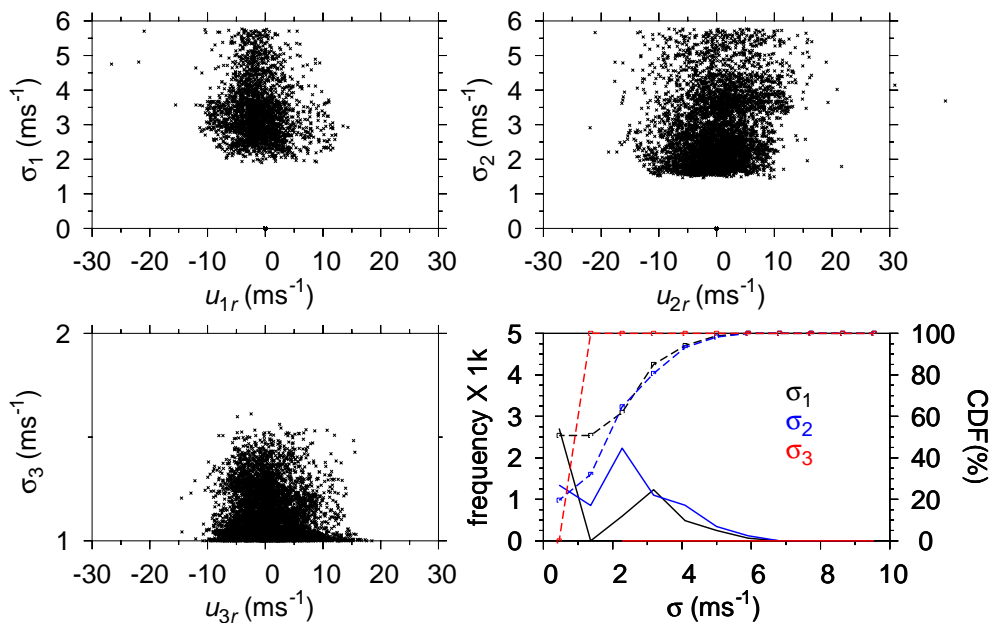 6
5
4
3
2
1
0
σ1 (ms-1)
-30 -20 -10 0 10 20 30
u1r (ms-1)
6
5
4
3
2
1
0
σ2 (ms-1)
-30 -20 -10 0 10 20 30
u2r (ms-1)
2
1
σ3 (ms-1)
-30 -20 -10 0 10 20 30
u3r (ms-1)
5
4
3
2
1
0
frequency X 1k
σ1
σ2
σ3
100
80
60
40
20
0
CDF(%)
0 2 4 6 8 10
σ (ms-1)